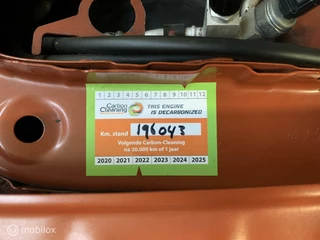 1 2 3 4 5 6 7 8 9 10 11 12
Carbon Cleaning
THIS ENGINE
IS DECARBONIZED
Km. stand 196043
Volgende Carbon-Cleaning
na 20.000 km of 1 jaar
2020 2021 2022 2023 2024 2025
mobilox